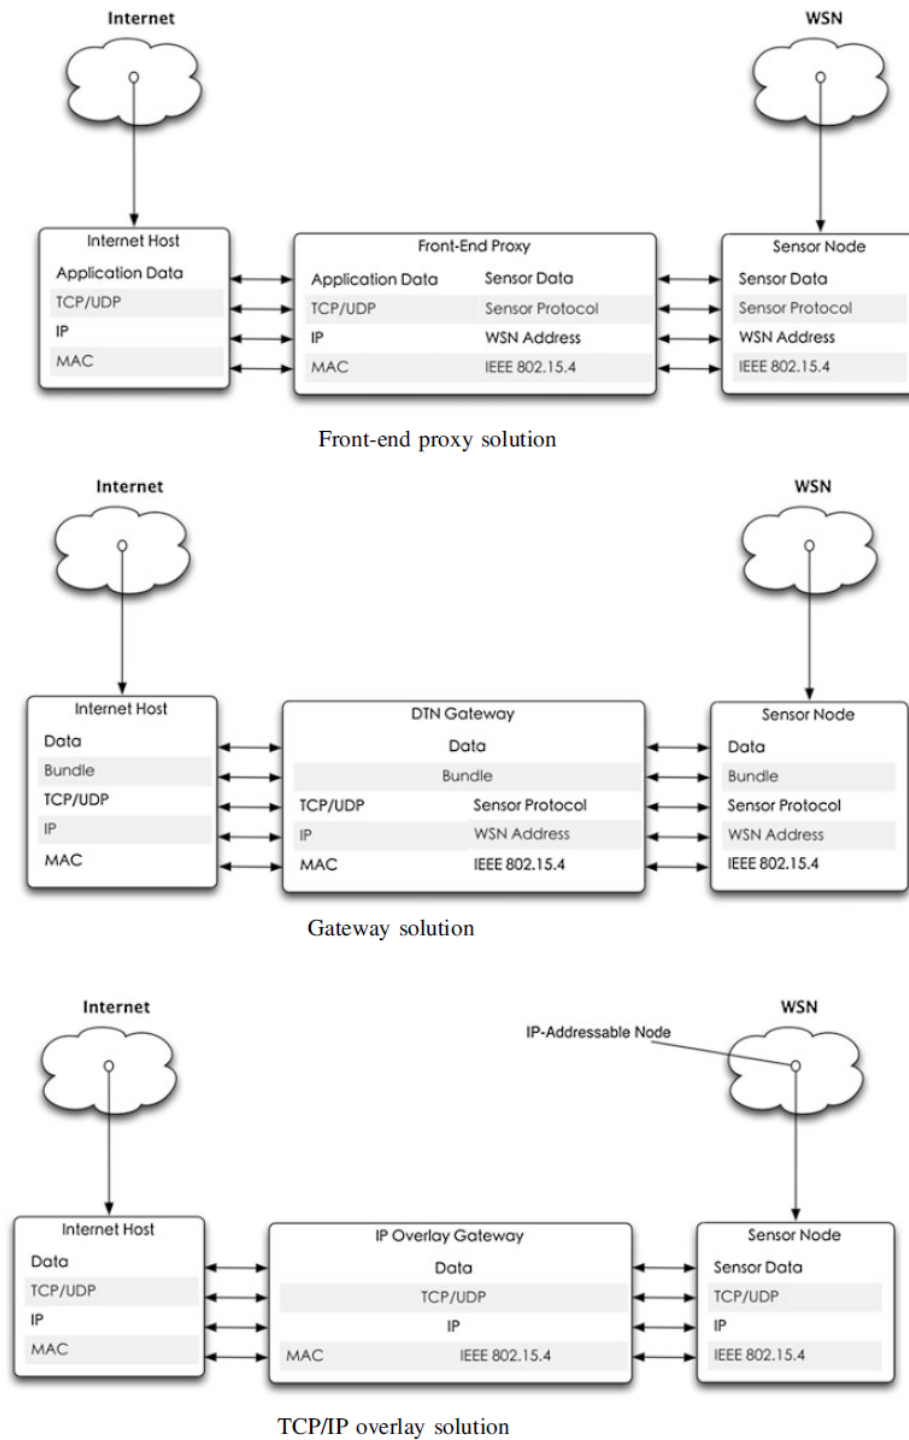 Internet WSN
Internet Host Front-End Proxy Sensor Node
Application Data Application Data Sensor Data Sensor Data
TCP/UDP TCP/UDP Sensor Protocol Sensor Protocol
IP IP WSN Address WSN Address
MAC MAC IEEE 802.15.4 IEEE 802.15.4
Front-end proxy solution
Internet WSN
Internet Host DTN Gateway Sensor Node
Data Data Data
Bundle Bundle Bundle
TCP/UDP TCP/UDP Sensor Protocol Sensor Protocol
IP IP WSN Address WSN Address
MAC MAC IEEE 802.15.4 IEEE 802.15.4
Gateway solution
Internet WSN
IP-Addressable Node
Internet Host IP Overlay Gateway Sensor Node
Data Data Sensor Data
TCP/UDP TCP/UDP TCP/UDP
IP IP IP
MAC MAC IEEE 802.15.4 IEEE 802.15.4
TCP/IP overlay solution